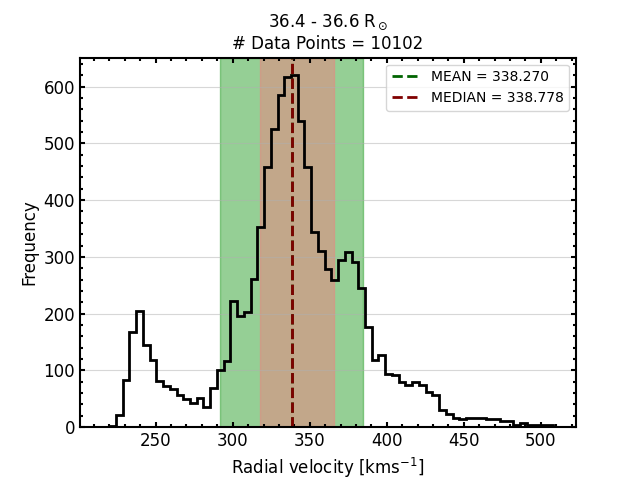 36.4 - 36.6 R⊙
# Data Points = 10102
MEAN = 338.270
MEDIAN = 338.778
600
500
400
300
200
100
0
Frequency
250 300 350 400 450 500
Radial velocity [kms⁻¹]